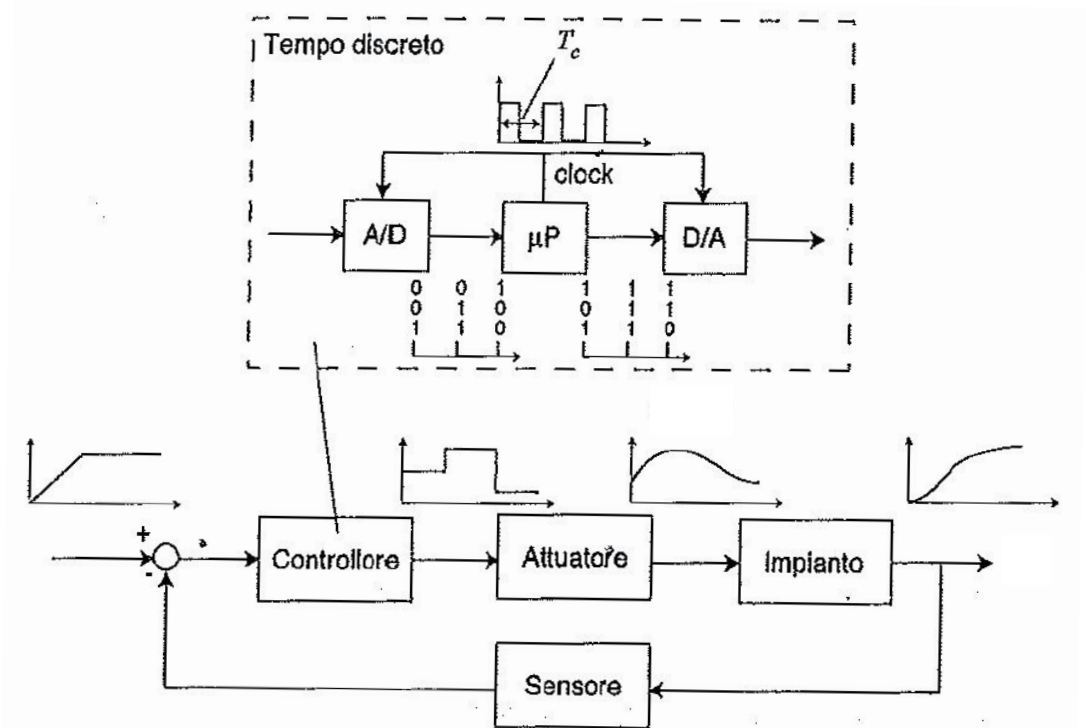 Tempo discreto
T_c
clock
A/D
μP
D/A
0 0 1 1 1 1
0 1 0 0 1 1
1 1 0 1 1 0
+
-
Controllore
Attuatore
Impianto
Sensore